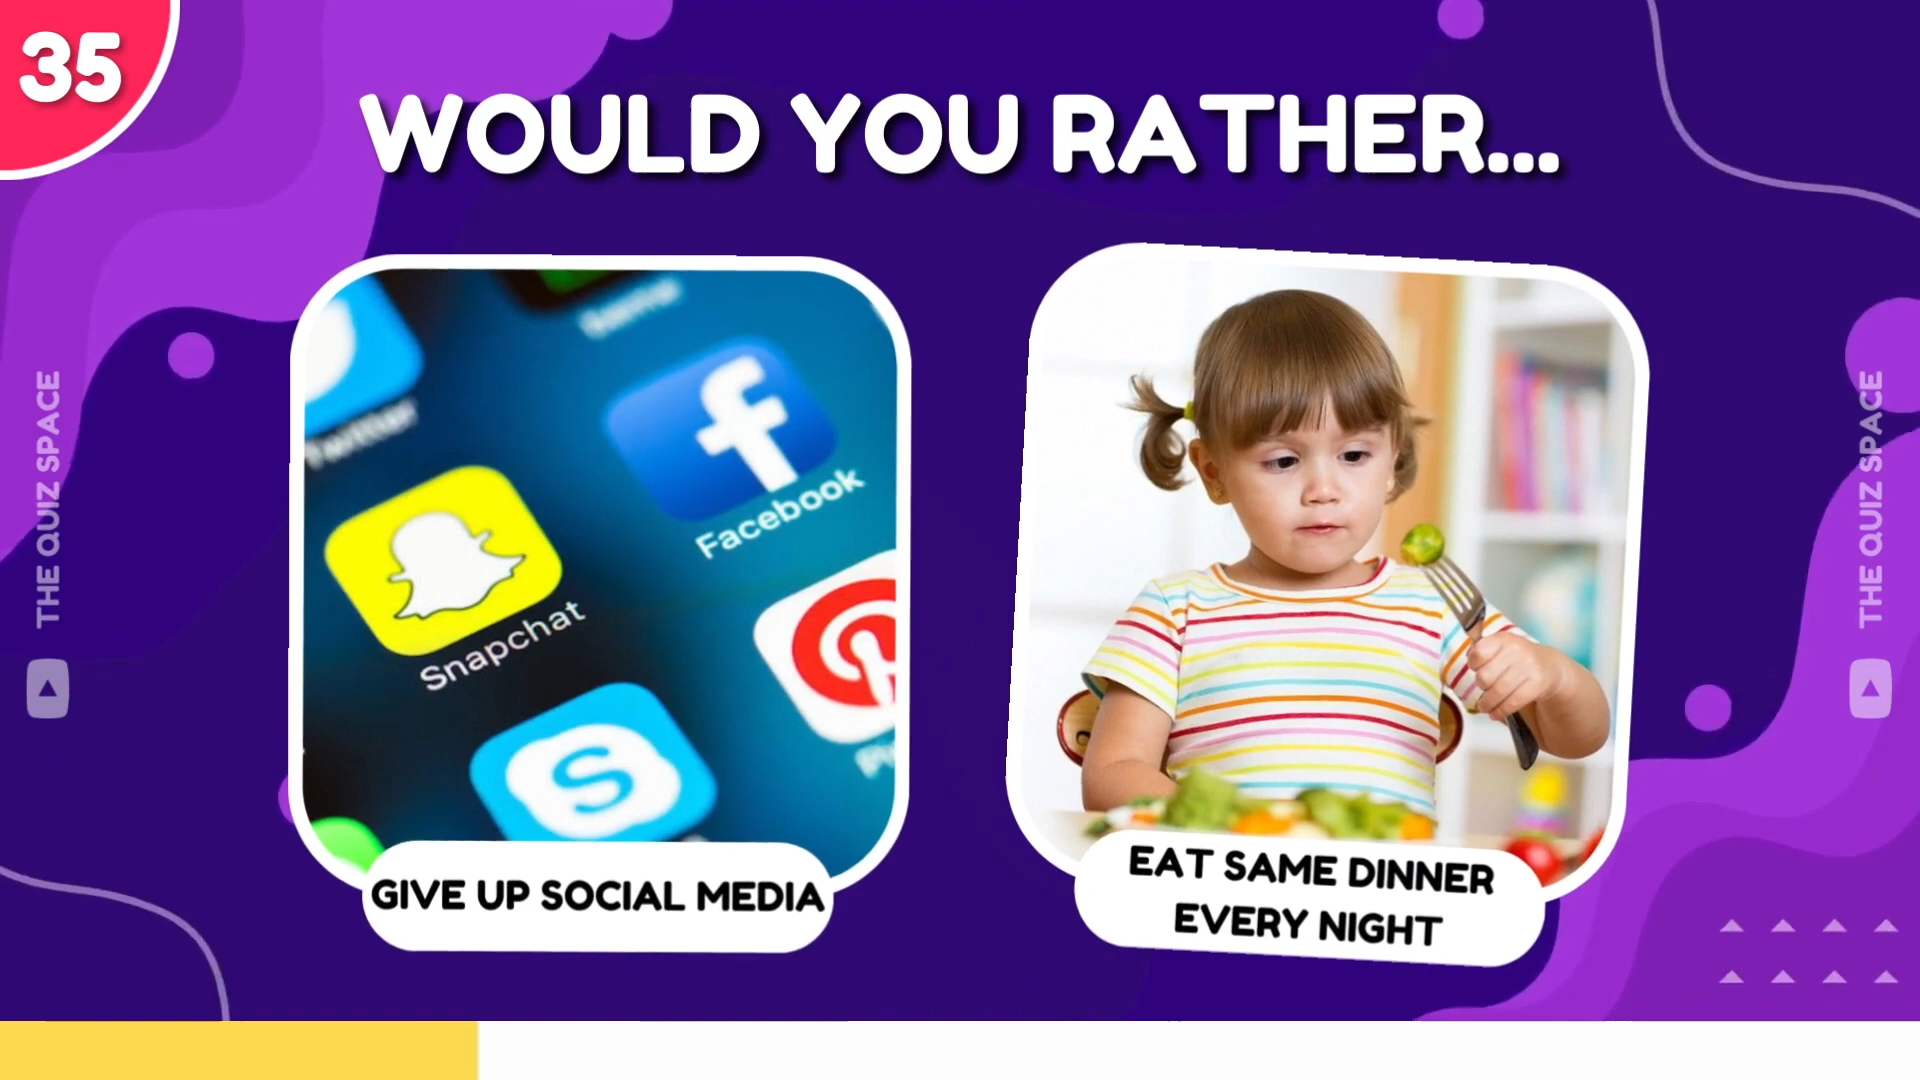 35
WOULD YOU RATHER...
THE QUIZ SPACE
Twitter
Facebook
Snapchat
S
GIVE UP SOCIAL MEDIA
EAT SAME DINNER
EVERY NIGHT
THE QUIZ SPACE